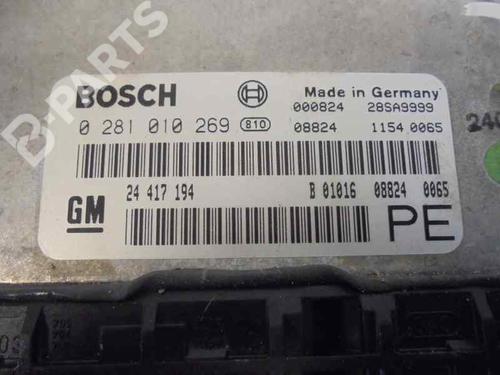 B-PARTS
BOSCH
Made in Germany
000824 28SA9999
0 281 010 269 810 08824 1154 0065
GM
24 417 194 B 01016 08824 0065
PE